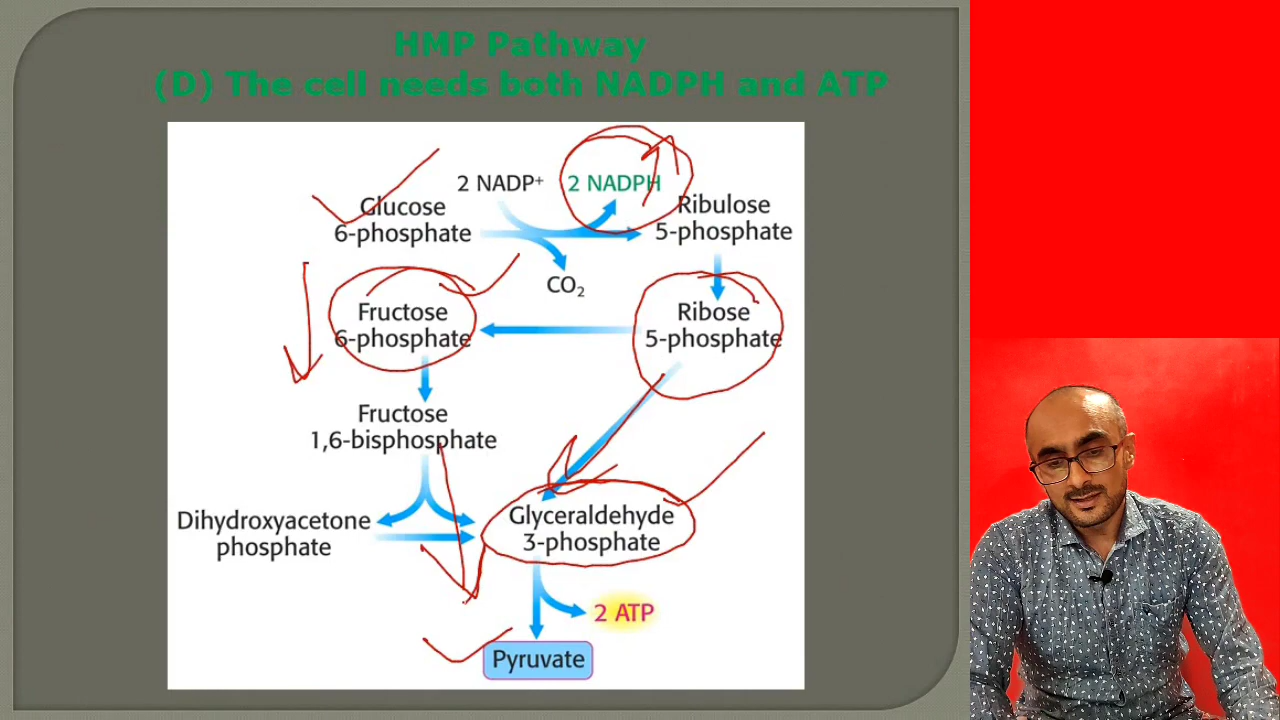 HMP Pathway
(D) The cell needs both NADPH and ATP
2 NADP⁺ 2 NADPH
Glucose
6-phosphate
Ribulose
5-phosphate
CO₂
Fructose
6-phosphate
Ribose
5-phosphate
Fructose
1,6-bisphosphate
Dihydroxyacetone
phosphate
Glyceraldehyde
3-phosphate
2 ATP
Pyruvate